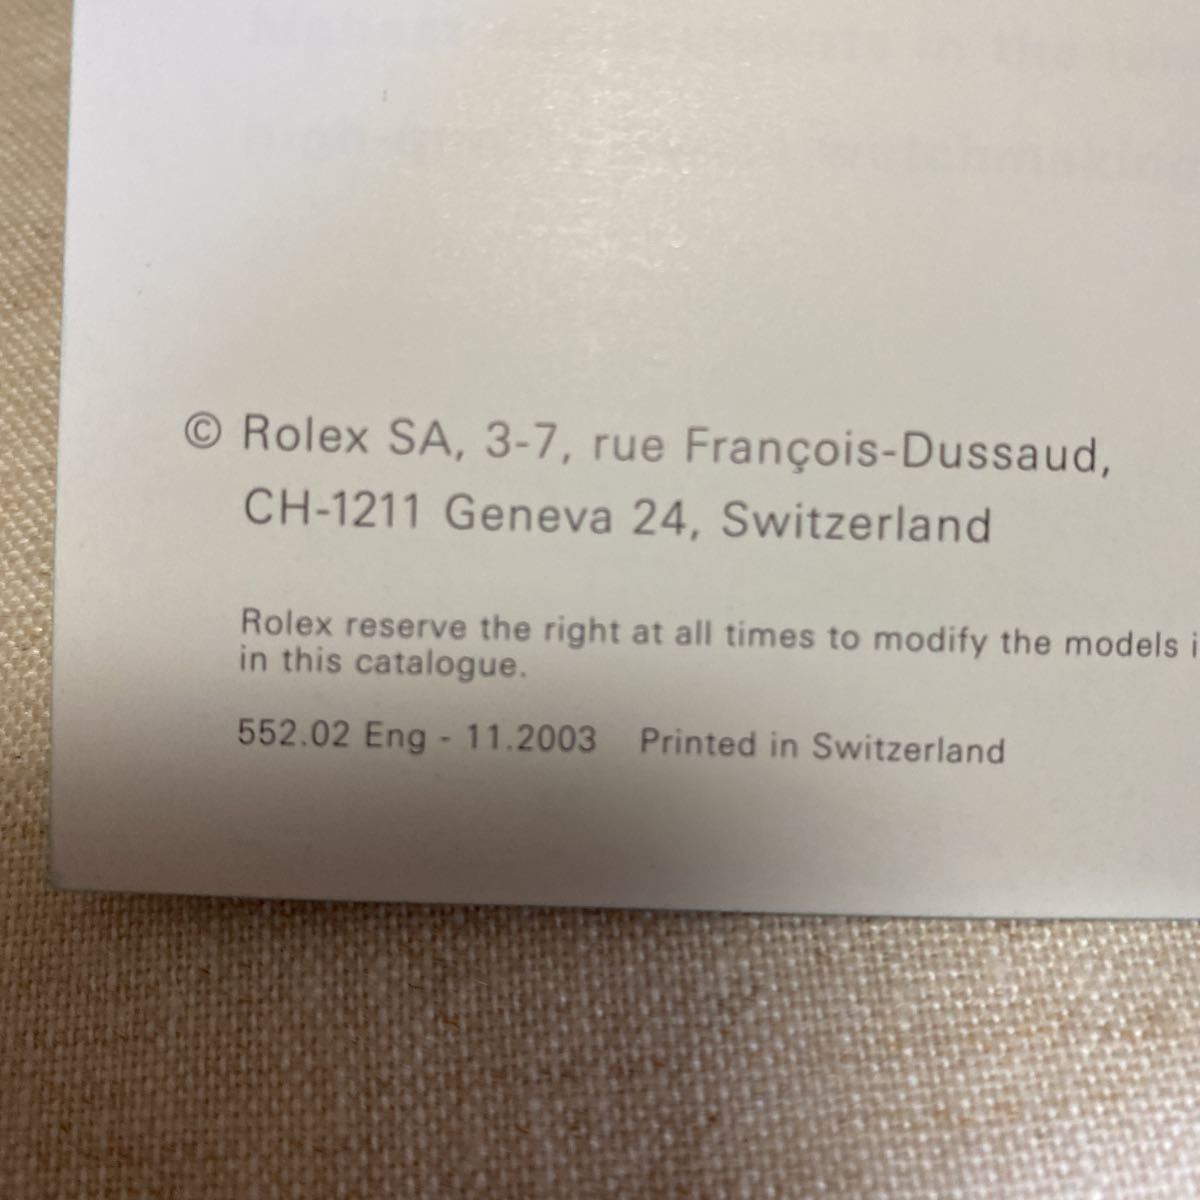 © Rolex SA, 3-7, rue François-Dussaud,
CH-1211 Geneva 24, Switzerland
Rolex reserve the right at all times to modify the models
in this catalogue.
552.02 Eng - 11.2003 Printed in Switzerland